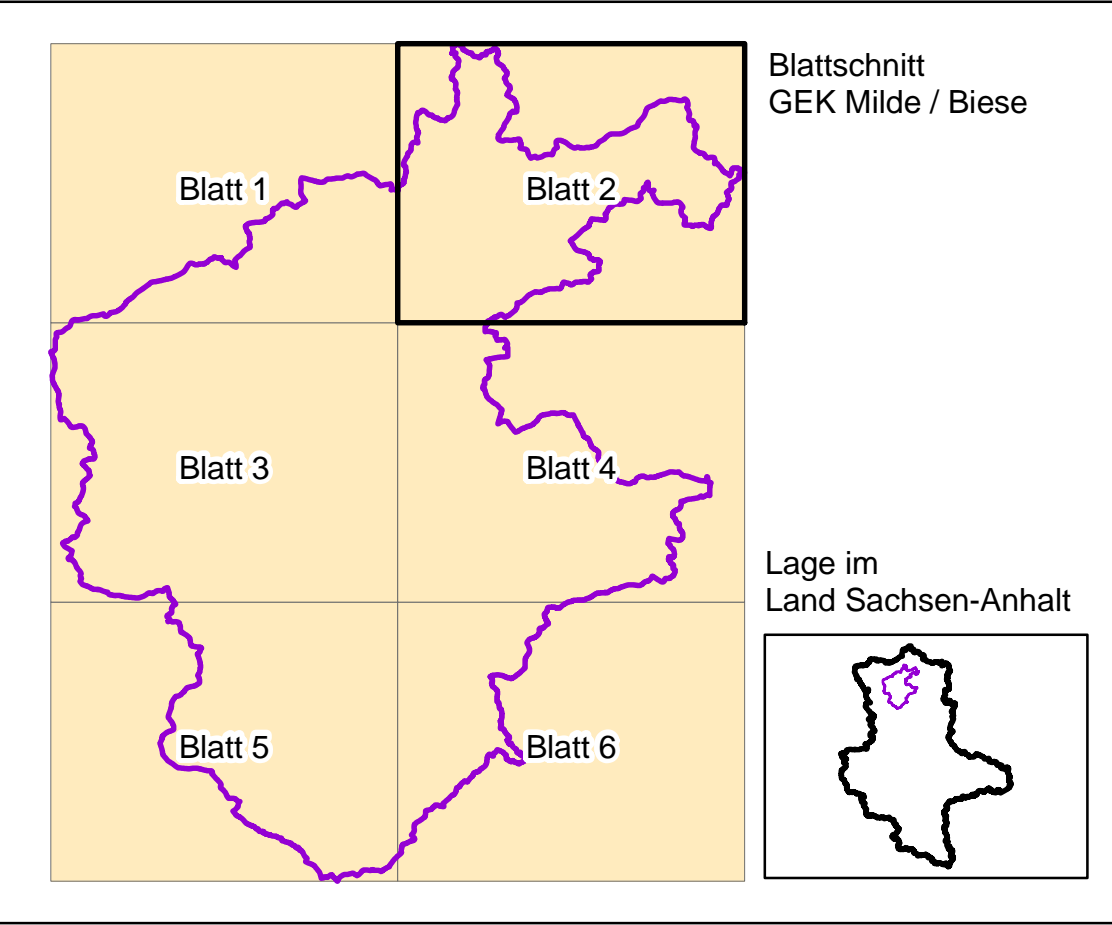 Blattschnitt
GEK Milde / Biese
Blatt 1
Blatt 2
Blatt 3
Blatt 4
Lage im
Land Sachsen-Anhalt
Blatt 5
Blatt 6